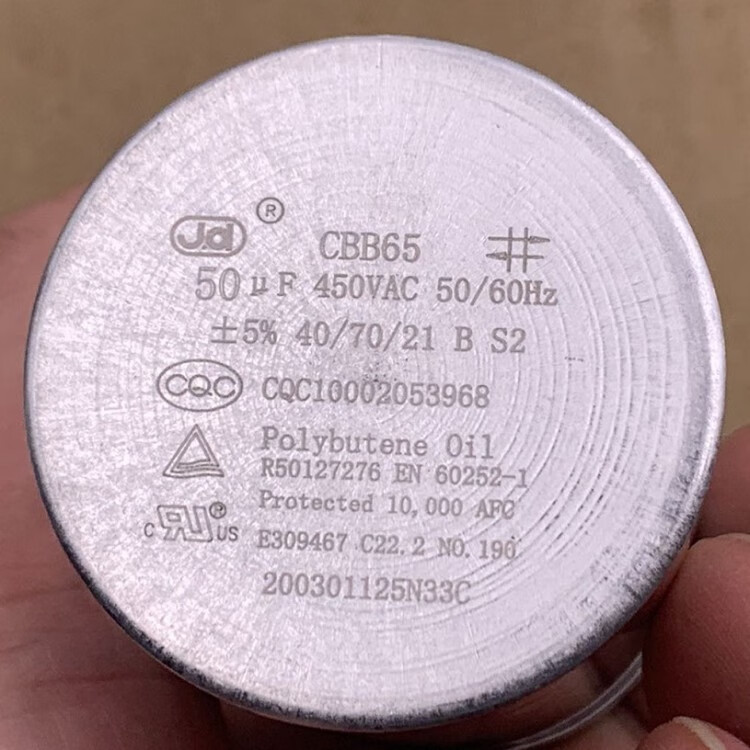 Jd ®
CBB65
50μF 450VAC 50/60Hz
±5% 40/70/21 B S2
CQC CQC10002053968
Polybutene Oil
R50127276 EN 60252-1
Protected 10,000 AFC
c RU ® US E309467 C22.2 NO.190
200301125N33C